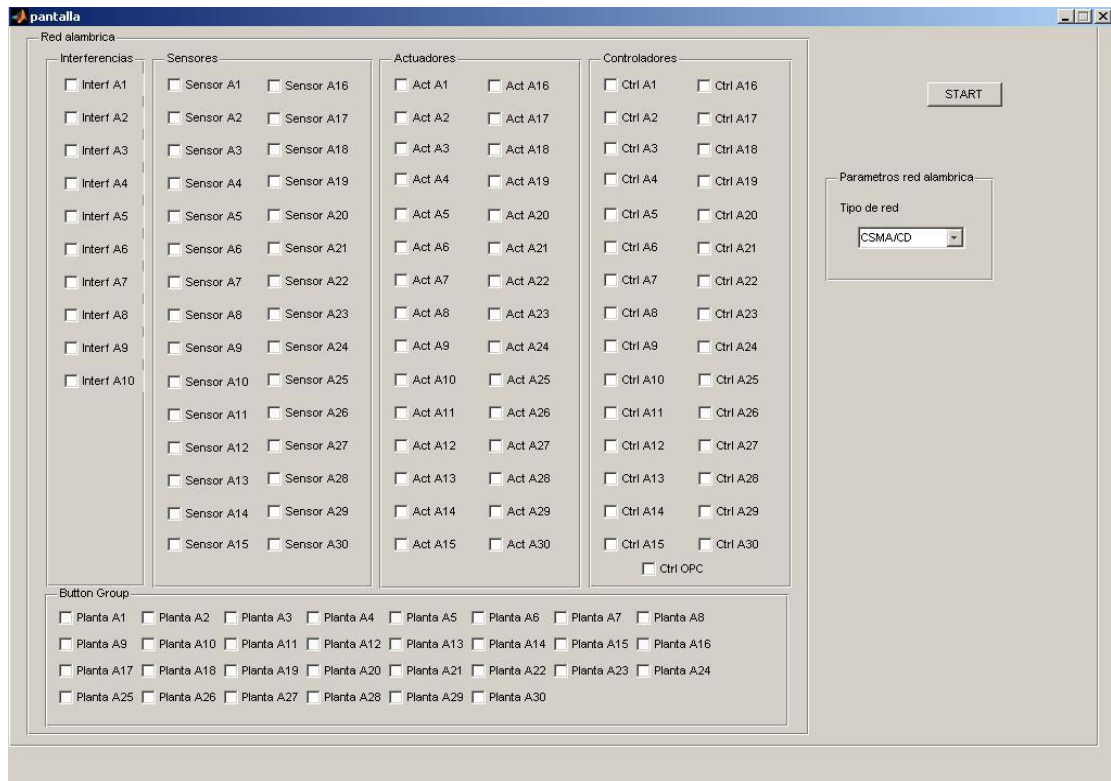 pantalla
Red alambrica
Interferencias Sensores Actuadores Controladores
Interf A1 Sensor A1 Sensor A16 Act A1 Act A16 Ctrl A1 Ctrl A16
START
Interf A2 Sensor A2 Sensor A17 Act A2 Act A17 Ctrl A2 Ctrl A17
Interf A3 Sensor A3 Sensor A18 Act A3 Act A18 Ctrl A3 Ctrl A18
Interf A4 Sensor A4 Sensor A19 Act A4 Act A19 Ctrl A4 Ctrl A19
Parametros red alambrica
Tipo de red
Interf A5 Sensor A5 Sensor A20 Act A5 Act A20 Ctrl A5 Ctrl A20
CSMA/CD
Interf A6 Sensor A6 Sensor A21 Act A6 Act A21 Ctrl A6 Ctrl A21
Interf A7 Sensor A7 Sensor A22 Act A7 Act A22 Ctrl A7 Ctrl A22
Interf A8 Sensor A8 Sensor A23 Act A8 Act A23 Ctrl A8 Ctrl A23
Interf A9 Sensor A9 Sensor A24 Act A9 Act A24 Ctrl A9 Ctrl A24
Interf A10 Sensor A10 Sensor A25 Act A10 Act A25 Ctrl A10 Ctrl A25
Sensor A11 Sensor A26 Act A11 Act A26 Ctrl A11 Ctrl A26
Sensor A12 Sensor A27 Act A12 Act A27 Ctrl A12 Ctrl A27
Sensor A13 Sensor A28 Act A13 Act A28 Ctrl A13 Ctrl A28
Sensor A14 Sensor A29 Act A14 Act A29 Ctrl A14 Ctrl A29
Sensor A15 Sensor A30 Act A15 Act A30 Ctrl A15 Ctrl A30
Ctrl OPC
Button Group
Planta A1 Planta A2 Planta A3 Planta A4 Planta A5 Planta A6 Planta A7 Planta A8
Planta A9 Planta A10 Planta A11 Planta A12 Planta A13 Planta A14 Planta A15 Planta A16
Planta A17 Planta A18 Planta A19 Planta A20 Planta A21 Planta A22 Planta A23 Planta A24
Planta A25 Planta A26 Planta A27 Planta A28 Planta A29 Planta A30